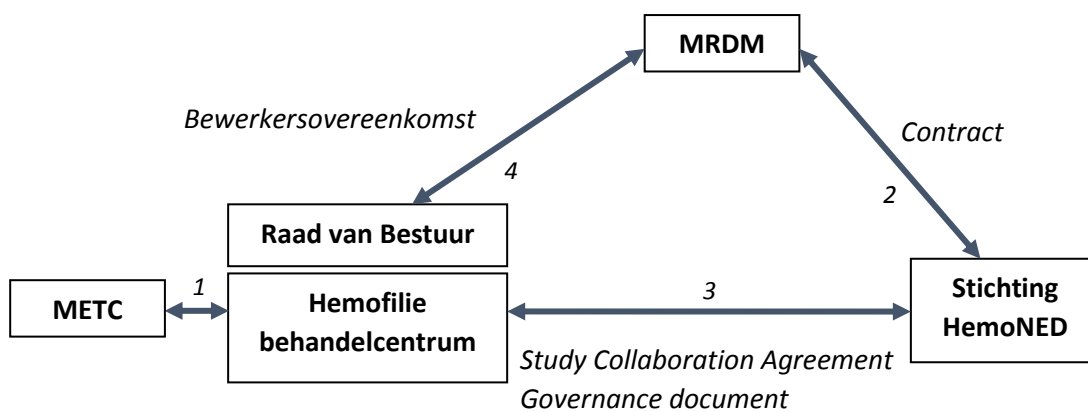 MRDM
Bewerkersovereenkomst
Contract
4
2
Raad van Bestuur
METC
1
Hemofilie
behandelcentrum
3
Stichting
HemoNED
Study Collaboration Agreement
Governance document